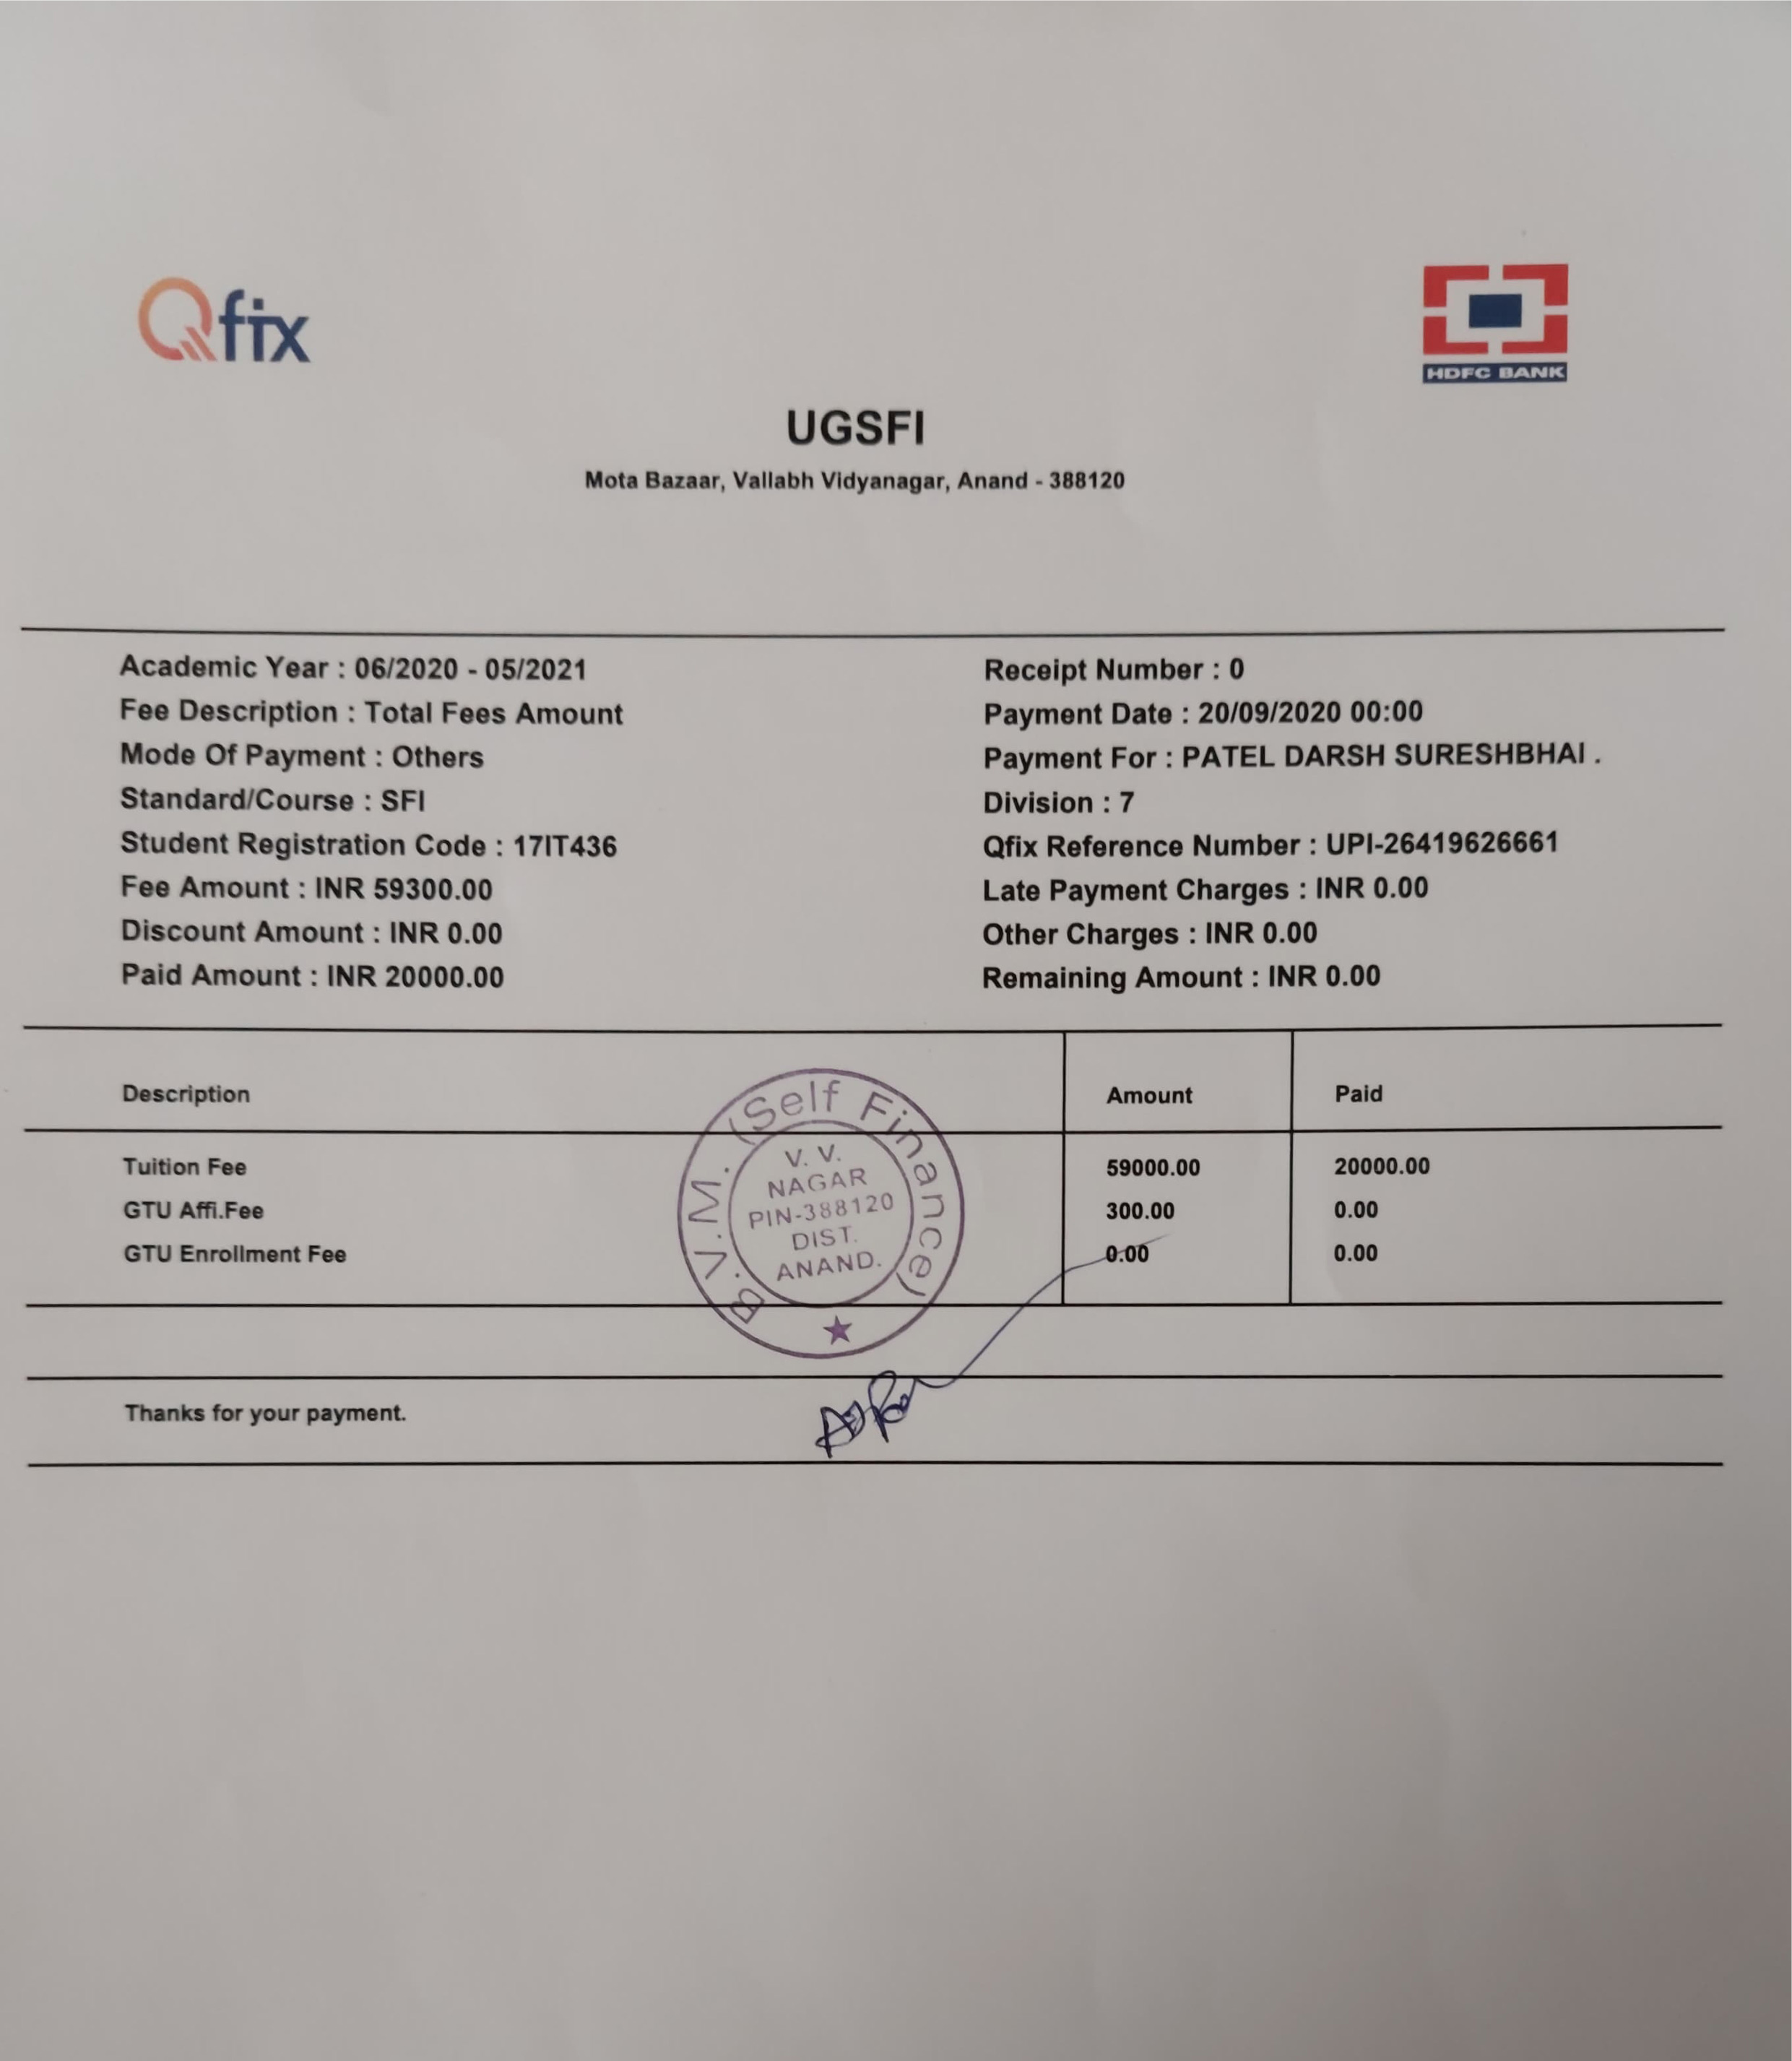 Qfix
HDFC BANK
UGSFI
Mota Bazaar, Vallabh Vidyanagar, Anand - 388120
Academic Year : 06/2020 - 05/2021
Fee Description : Total Fees Amount
Mode Of Payment : Others
Standard/Course : SFI
Student Registration Code : 17IT436
Fee Amount : INR 59300.00
Discount Amount : INR 0.00
Paid Amount : INR 20000.00
Receipt Number : 0
Payment Date : 20/09/2020 00:00
Payment For : PATEL DARSH SURESHBHAI .
Division : 7
Qfix Reference Number : UPI-26419626661
Late Payment Charges : INR 0.00
Other Charges : INR 0.00
Remaining Amount : INR 0.00
Description Amount Paid
Tuition Fee 59000.00 20000.00
GTU Affi.Fee 300.00 0.00
GTU Enrollment Fee 0.00 0.00
B.V.M. (Self Finance)
V. V.
NAGAR
PIN-388120
DIST.
ANAND.
Thanks for your payment.